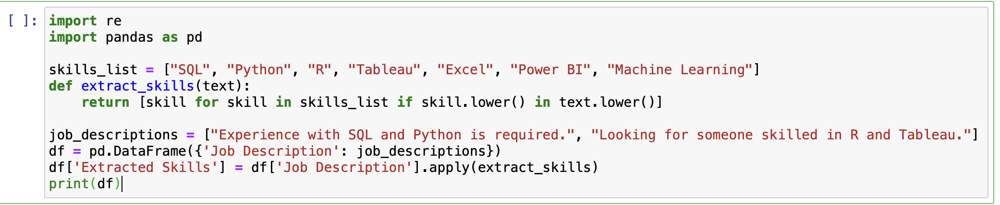 [ ]: import re
import pandas as pd
skills_list = ["SQL", "Python", "R", "Tableau", "Excel", "Power BI", "Machine Learning"]
def extract_skills(text):
    return [skill for skill in skills_list if skill.lower() in text.lower()]
job_descriptions = ["Experience with SQL and Python is required.", "Looking for someone skilled in R and Tableau."]
df = pd.DataFrame({'Job Description': job_descriptions})
df['Extracted Skills'] = df['Job Description'].apply(extract_skills)
print(df)